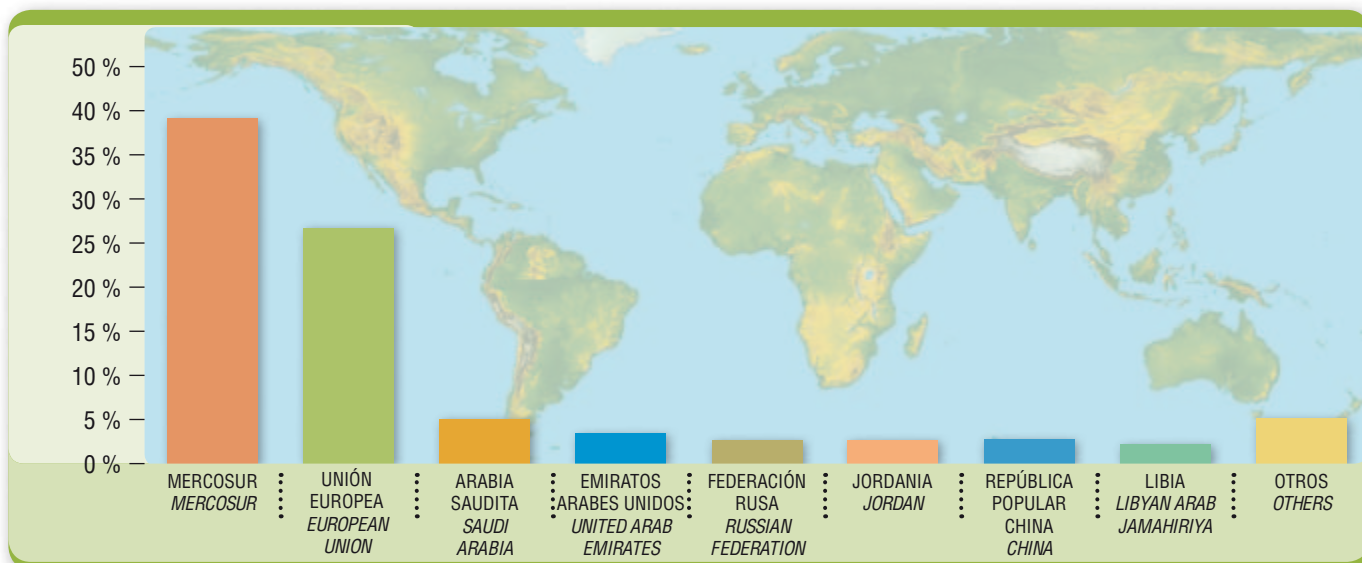 50 %
40 %
35 %
30 %
25 %
20 %
15 %
10 %
5 %
0 %
MERCOSUR
MERCOSUR
UNIÓN
EUROPEA
EUROPEAN
UNION
ARABIA
SAUDITA
SAUDI
ARABIA
EMIRATOS
ARABES UNIDOS
UNITED ARAB
EMIRATES
FEDERACIÓN
RUSA
RUSSIAN
FEDERATION
JORDANIA
JORDAN
REPÚBLICA
POPULAR
CHINA
CHINA
LIBIA
LIBYAN ARAB
JAMAHIRIYA
OTROS
OTHERS